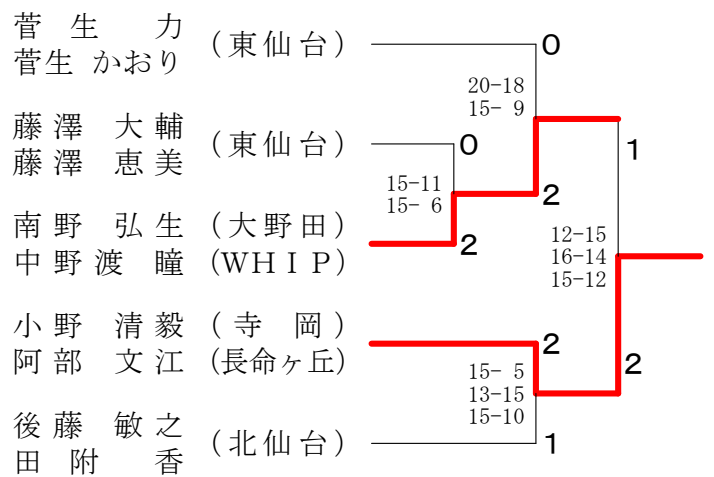 菅 生　　力
菅生 かおり
(東仙台)
0
20-18
15- 9
藤澤　大輔
藤澤　恵美
(東仙台)
0
1
15-11
15- 6
2
南野　弘生 (大野田)
中野渡　瞳 (WHIP)
2
12-15
16-14
15-12
小野　清毅 (寺　岡)
阿部　文江 (長命ヶ丘)
2
2
15- 5
13-15
15-10
後藤　敏之
田 附　　香
(北仙台)
1